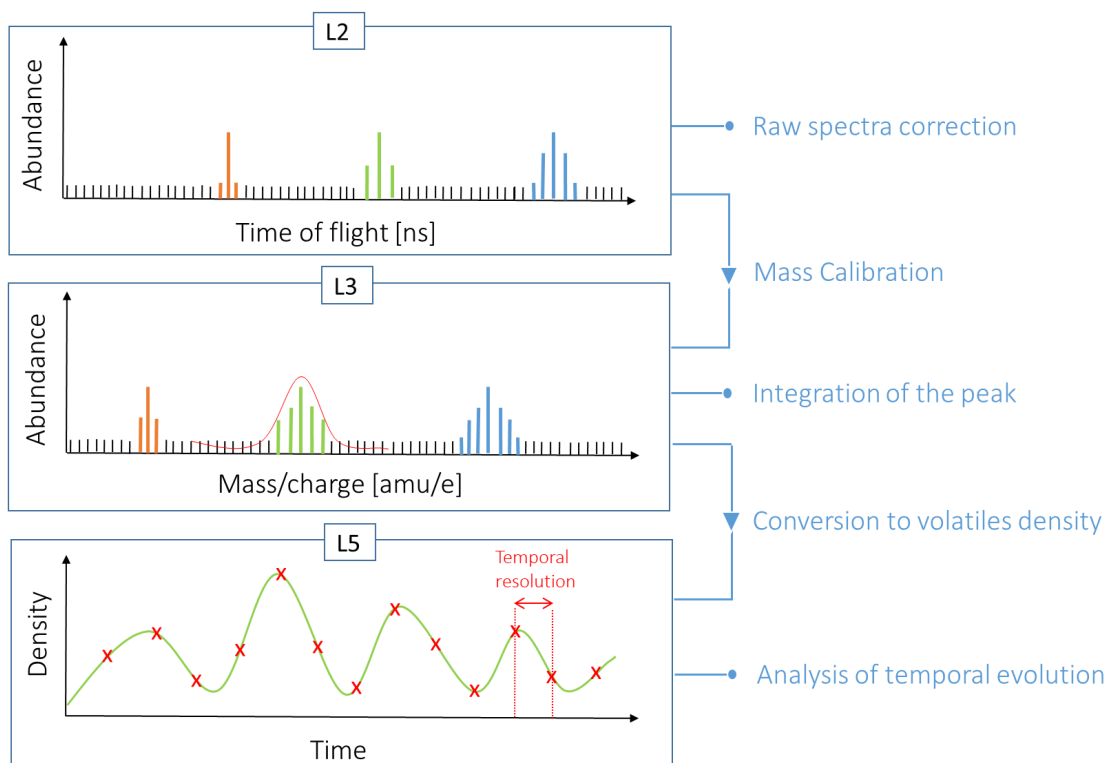 L2
Abundance
Time of flight [ns]
Raw spectra correction
Mass Calibration
L3
Abundance
Mass/charge [amu/e]
Integration of the peak
Conversion to volatiles density
L5
Temporal
resolution
Density
Time
Analysis of temporal evolution